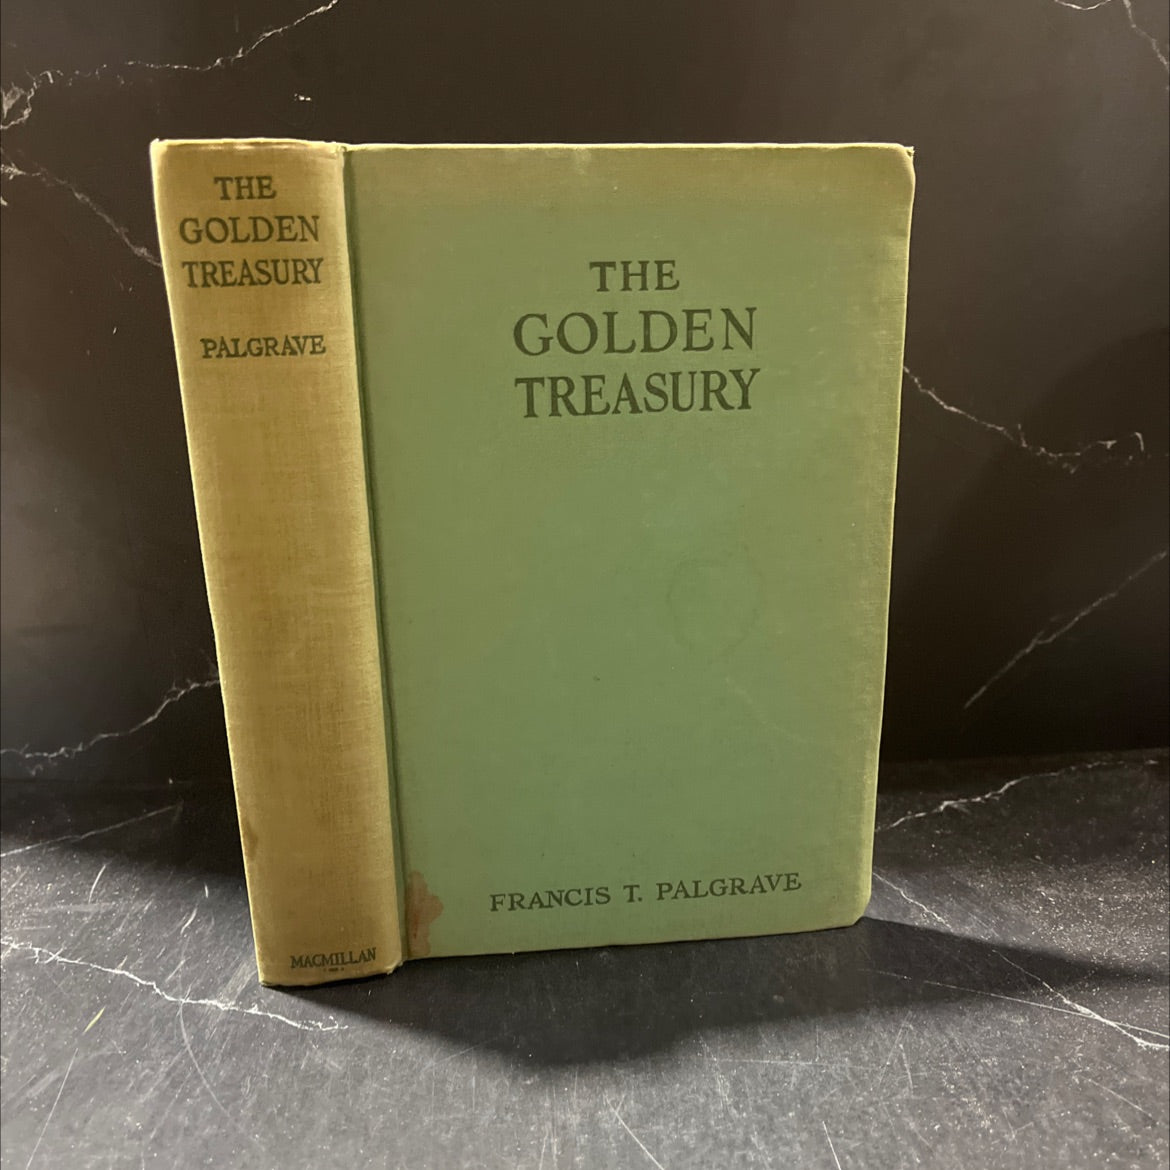 THE
GOLDEN
TREASURY
PALGRAVE
MACMILLAN
THE
GOLDEN
TREASURY
FRANCIS T. PALGRAVE